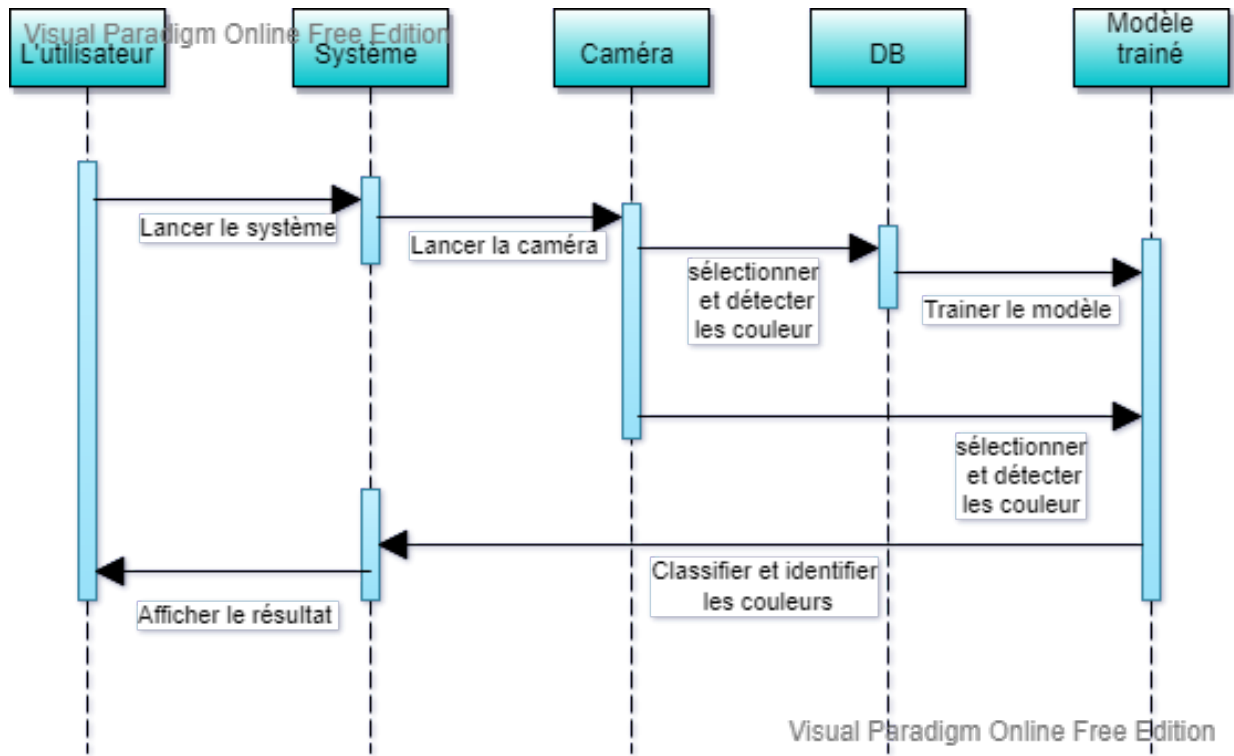 Visual Paradigm Online Free Edition
L'utilisateur
Système
Caméra
DB
Modèle
trainé
Lancer le système
Lancer la caméra
sélectionner
et détecter
les couleur
Trainer le modèle
sélectionner
et détecter
les couleur
Classifier et identifier
les couleurs
Afficher le résultat
Visual Paradigm Online Free Edition